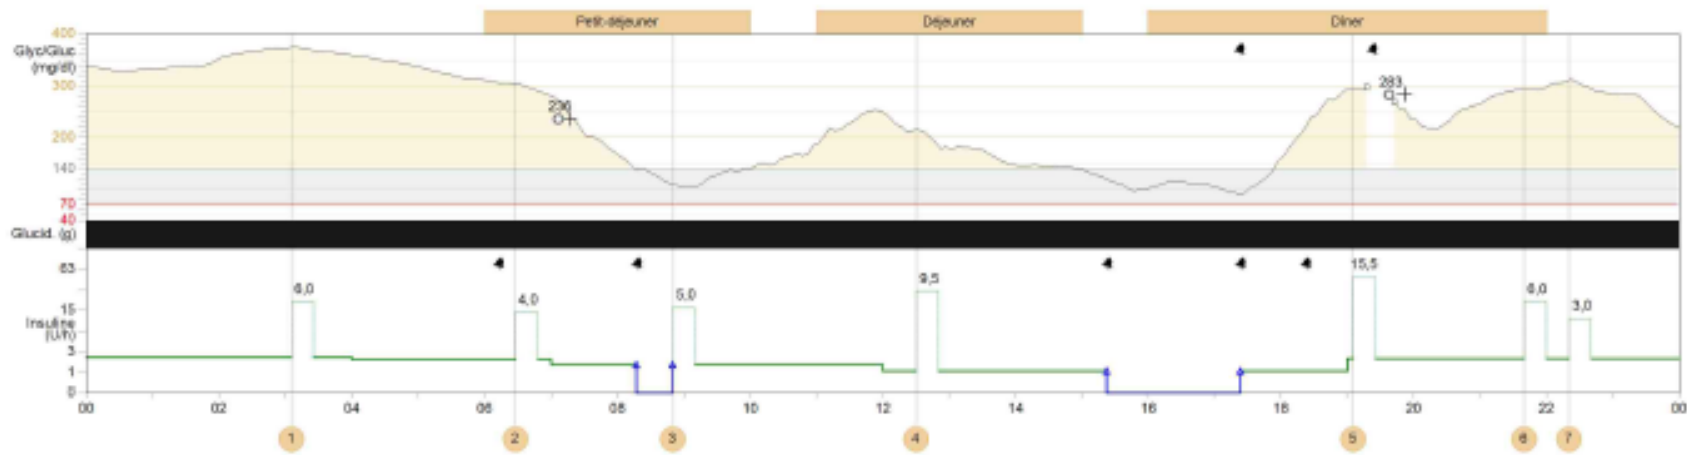 Petit-déjeuner Déjeuner Dîner
400
Glyc/Gluc
(mg/dl)
300
283
236
200
140
70
40
Glucid. (g)
63
15,5
9,5
6,0 4,0 5,0 6,0 3,0
15
Insuline
(U/h)
3
1
0
00 02 04 06 08 10 12 14 16 18 20 22 00
1 2 3 4 5 6 7